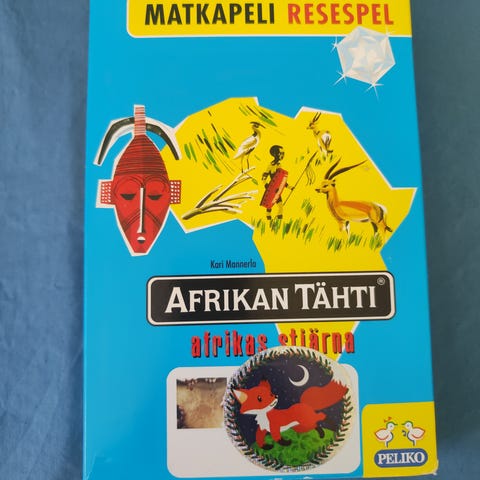 MATKAPELI RESESPEL
Kari Mannerla
AFRIKAN TÄHTI®
afrikas stjärna
PELIKO